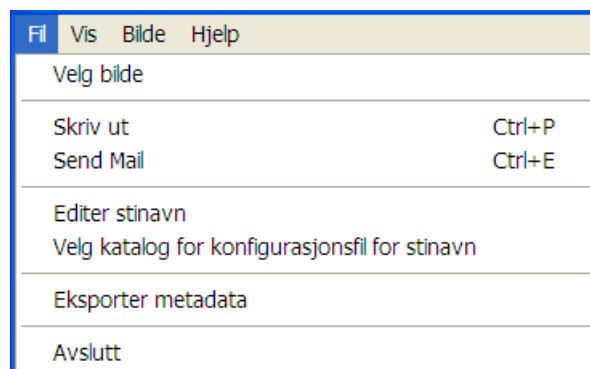 Fil Vis Bilde Hjelp
Velg bilde
Skriv ut Ctrl+P
Send Mail Ctrl+E
Editer stinavn
Velg katalog for konfigurasjonsfil for stinavn
Eksporter metadata
Avslutt